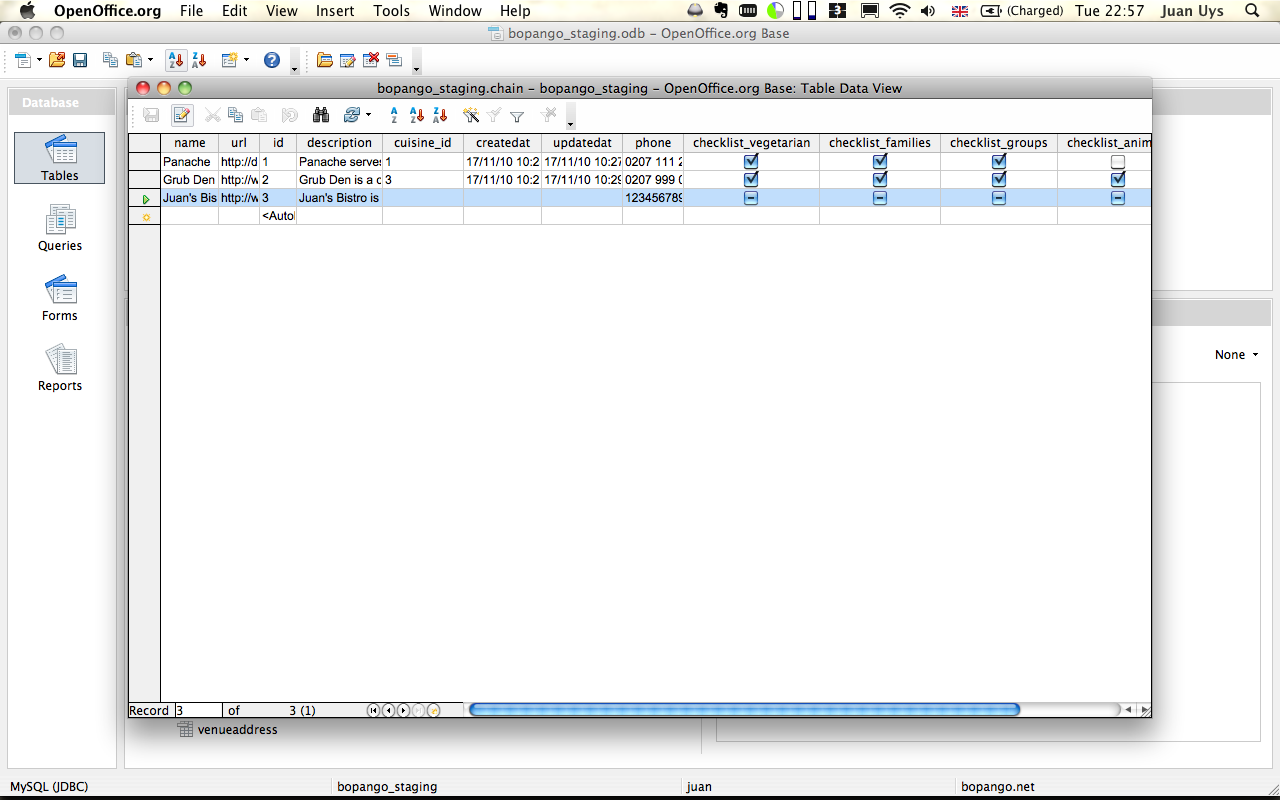 OpenOffice.org File Edit View Insert Tools Window Help (Charged) Tue 22:57 Juan Uys
bopango_staging.odb – OpenOffice.org Base
Database
bopango_staging.chain – bopango_staging – OpenOffice.org Base: Table Data View
name url id description cuisine_id createdat updatedat phone checklist_vegetarian checklist_families checklist_groups checklist_anim
Panache http://d 1 Panache serves 1 17/11/10 10:2 17/11/10 10:27 0207 111 2
Grub Den http://w 2 Grub Den is a c 3 17/11/10 10:2 17/11/10 10:29 0207 999 0
Juan's Bis http://w 3 Juan's Bistro is 123456789
<Autol
Tables
Queries
Forms
Reports
None
Record 3 of 3 (1)
venueaddress
MySQL (JDBC) bopango_staging juan bopango.net